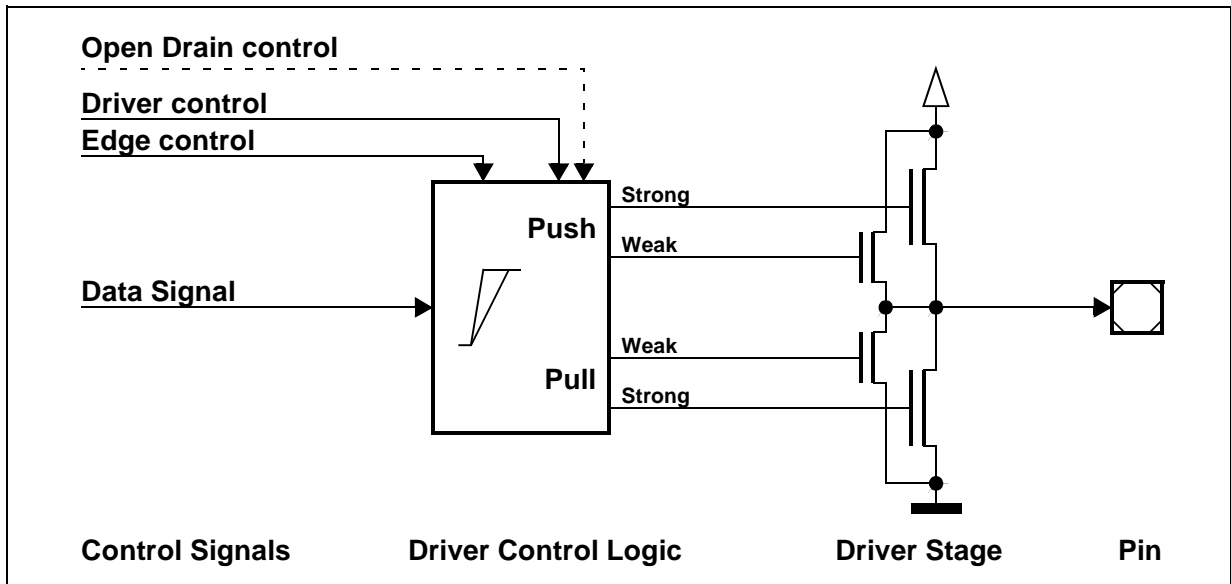 Open Drain control
Driver control
Edge control
Strong
Push
Weak
Data Signal
Weak
Pull
Strong
Control Signals
Driver Control Logic
Driver Stage
Pin